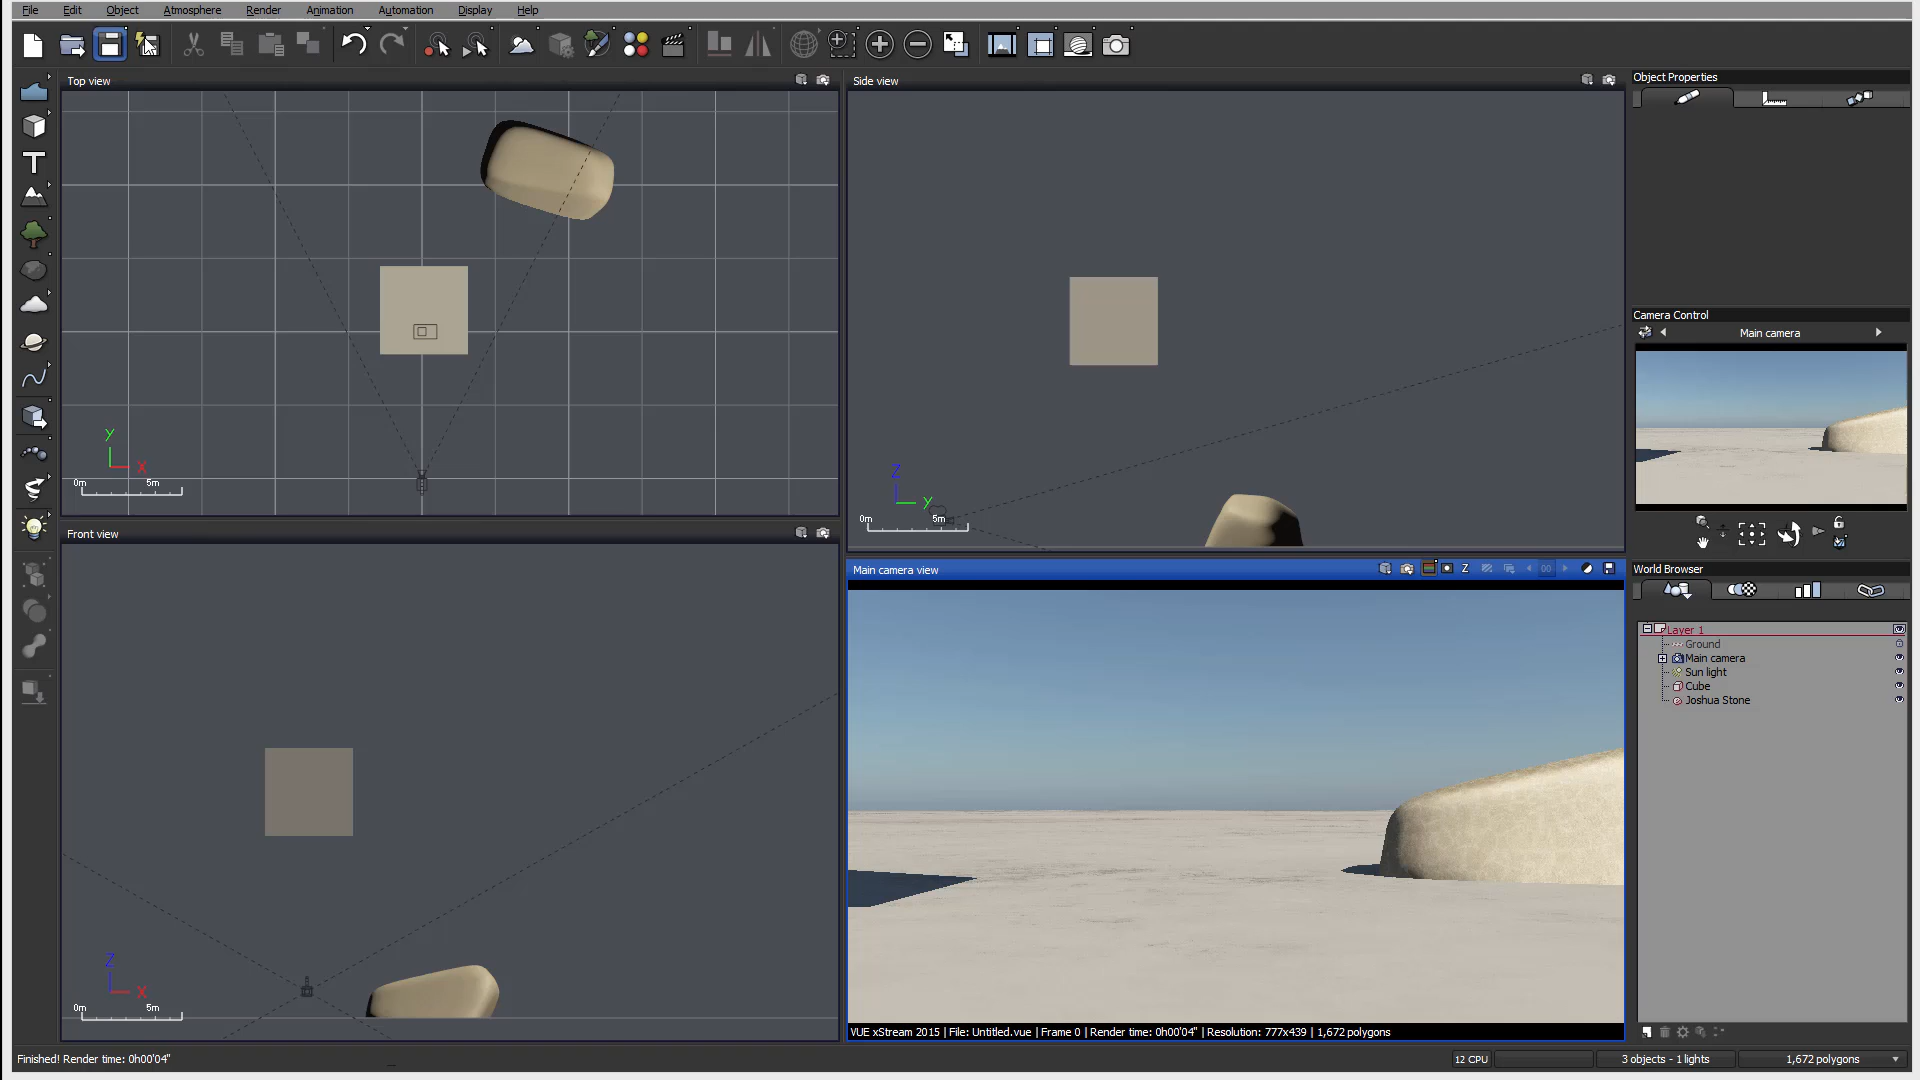 File Edit Object Atmosphere Render Animation Automation Display Help
Top view
Y
X
0m 5m
Side view
Z
Y
0m 5m
Front view
Z
X
0m 5m
Main camera view
Z
00
VUE xStream 2015 | File: Untitled.vue | Frame 0 | Render time: 0h00'04" | Resolution: 777x439 | 1,672 polygons
Object Properties
Camera Control
Main camera
World Browser
Layer 1
Ground
Main camera
Sun light
Cube
Joshua Stone
Finished! Render time: 0h00'04"
12 CPU
3 objects - 1 lights
1,672 polygons